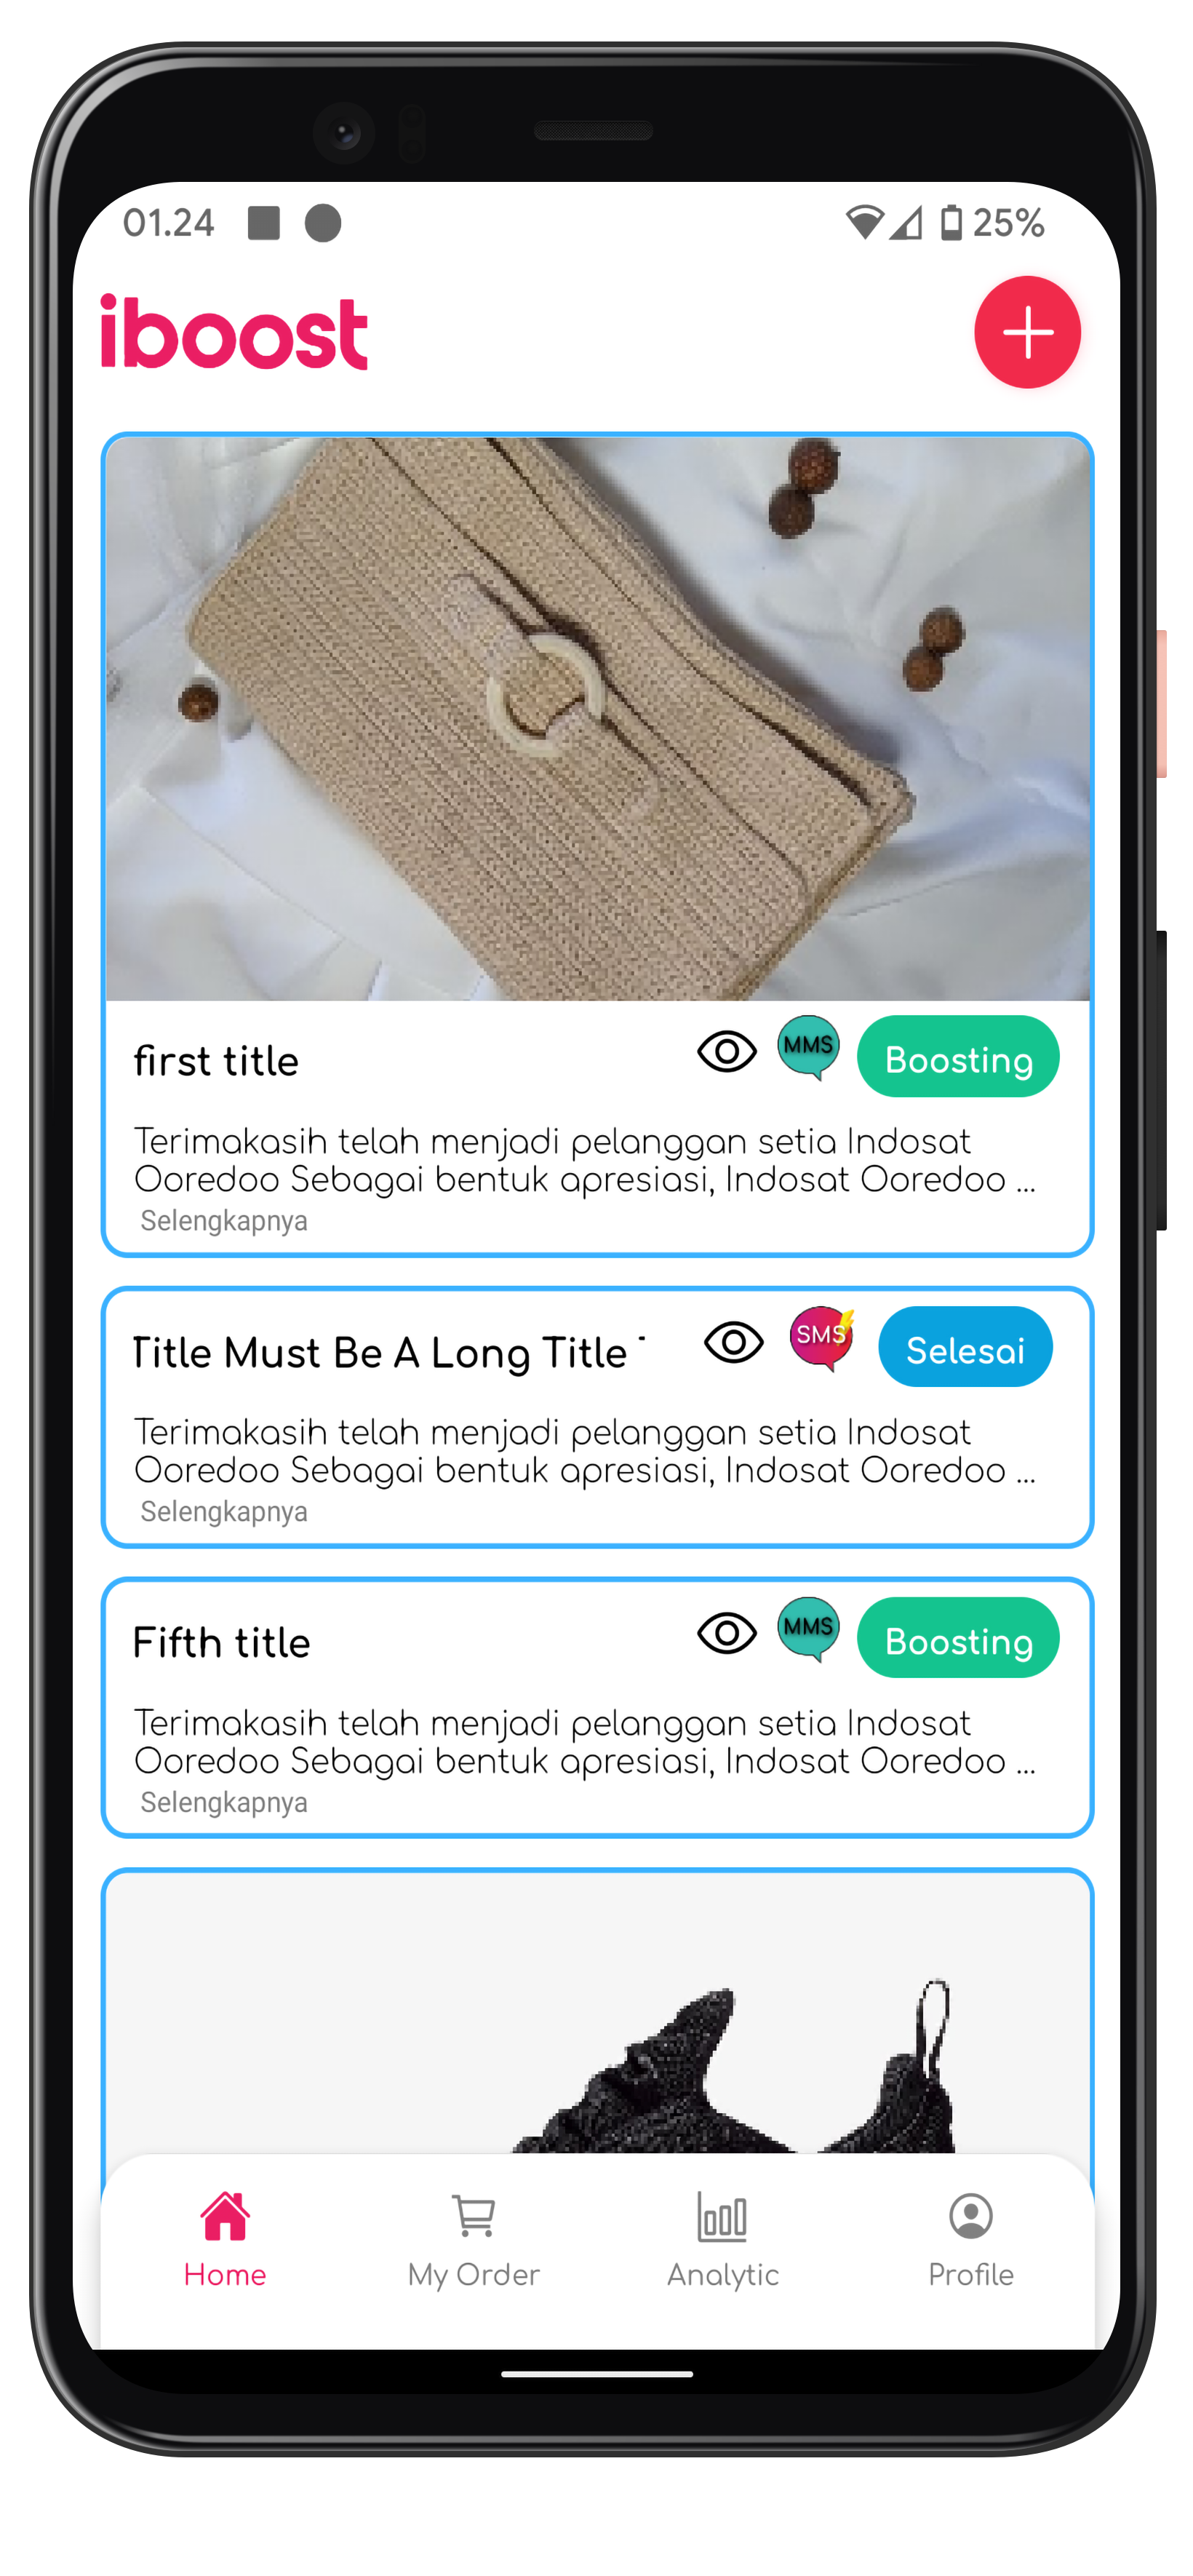 01.24 25%
iboost
first title MMS Boosting
Terimakasih telah menjadi pelanggan setia Indosat
Ooredoo Sebagai bentuk apresiasi, Indosat Ooredoo ...
Selengkapnya
Title Must Be A Long Title SMS Selesai
Terimakasih telah menjadi pelanggan setia Indosat
Ooredoo Sebagai bentuk apresiasi, Indosat Ooredoo ...
Selengkapnya
Fifth title MMS Boosting
Terimakasih telah menjadi pelanggan setia Indosat
Ooredoo Sebagai bentuk apresiasi, Indosat Ooredoo ...
Selengkapnya
Home My Order Analytic Profile